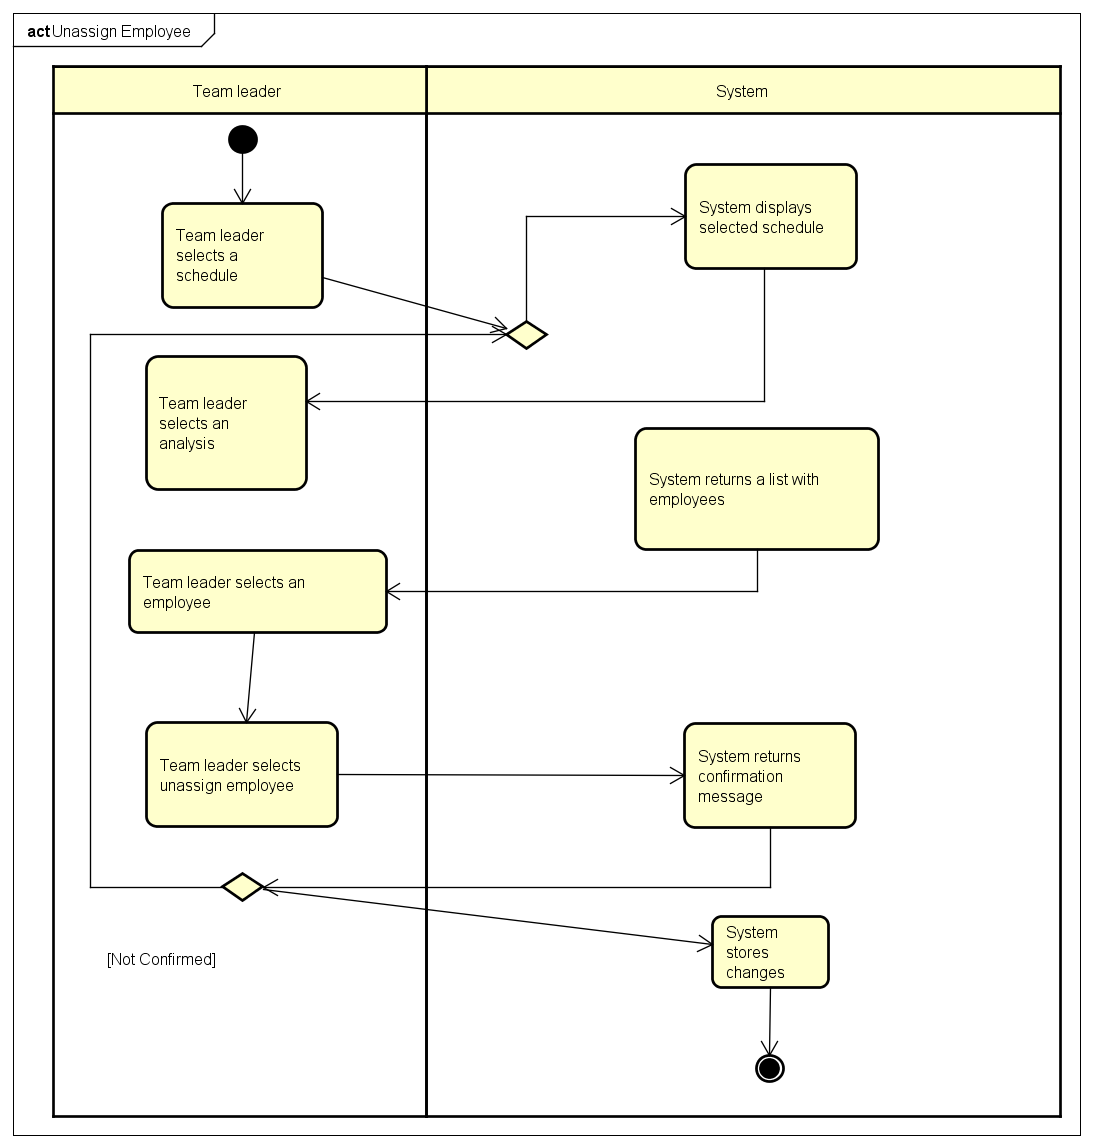 act Unassign Employee
Team leader
System
Team leader
selects a
schedule
System displays
selected schedule
Team leader
selects an
analysis
System returns a list with
employees
Team leader selects an
employee
Team leader selects
unassign employee
System returns
confirmation
message
System
stores
changes
[Not Confirmed]